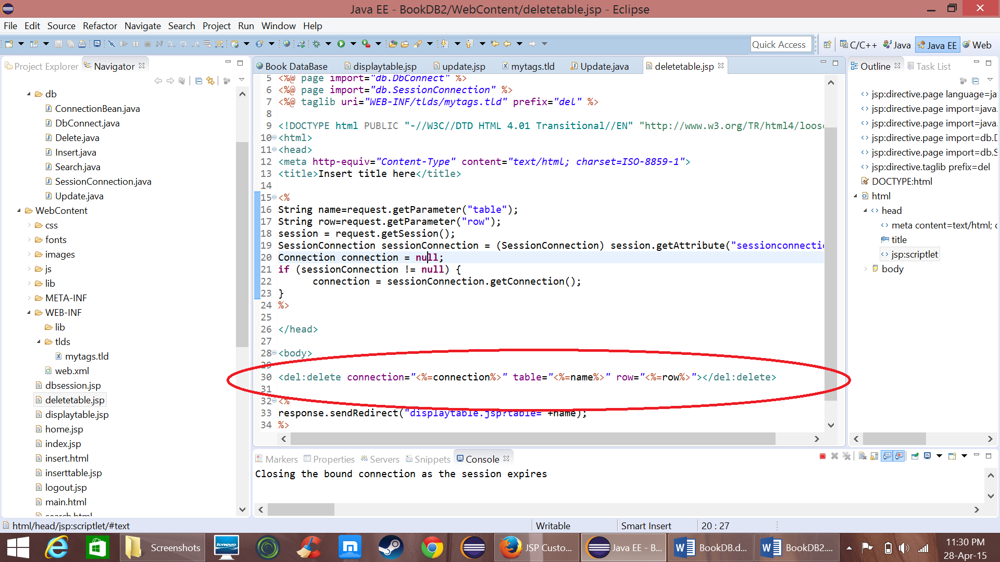 Java EE - BookDB2/WebContent/deletetable.jsp - Eclipse
File Edit Source Refactor Navigate Search Project Run Window Help
Quick Access
C/C++ Java Java EE Web
Project Explorer Navigator
db
ConnectionBean.java
DbConnect.java
Delete.java
Insert.java
Search.java
SessionConnection.java
Update.java
WebContent
css
fonts
images
js
lib
META-INF
WEB-INF
lib
tlds
mytags.tld
web.xml
dbsession.jsp
deletetable.jsp
displaytable.jsp
home.jsp
index.jsp
insert.html
inserttable.jsp
logout.jsp
main.html
search.html
Book DataBase displaytable.jsp update.jsp mytags.tld Update.java deletetable.jsp
5 <%@ page import="db.DbConnect" %>
6 <%@ page import="db.SessionConnection" %>
7 <%@ taglib uri="WEB-INF/tlds/mytags.tld" prefix="del" %>
8
9 <!DOCTYPE html PUBLIC "-//W3C//DTD HTML 4.01 Transitional//EN" "http://www.w3.org/TR/html4/loose
10 <html>
11 <head>
12 <meta http-equiv="Content-Type" content="text/html; charset=ISO-8859-1">
13 <title>Insert title here</title>
14
15 <%
16 String name=request.getParameter("table");
17 String row=request.getParameter("row");
18 session = request.getSession();
19 SessionConnection sessionConnection = (SessionConnection) session.getAttribute("sessionconnectio
20 Connection connection = null;
21 if (sessionConnection != null) {
22 connection = sessionConnection.getConnection();
23 }
24 %>
25
26 </head>
27
28 <body>
29
30 <del:delete connection="<%=connection%>" table="<%=name%>" row="<%=row%>"></del:delete>
31
32 <%
33 response.sendRedirect("displaytable.jsp?table=" +name);
34 %>
Outline Task List
jsp:directive.page language=ja
jsp:directive.page import=java.
jsp:directive.page import=java.
jsp:directive.page import=db.D
jsp:directive.page import=db.S
jsp:directive.taglib prefix=del
DOCTYPE:html
html
head
meta content=text/html; c
title
jsp:scriptlet
body
Markers Properties Servers Snippets Console
Closing the bound connection as the session expires
html/head/jsp:scriptlet/#text Writable Smart Insert 20 : 27
Screenshots
lenovo
JSP Custo...
Java EE - B...
BookDB.d...
BookDB2....
11:30 PM
28-Apr-15